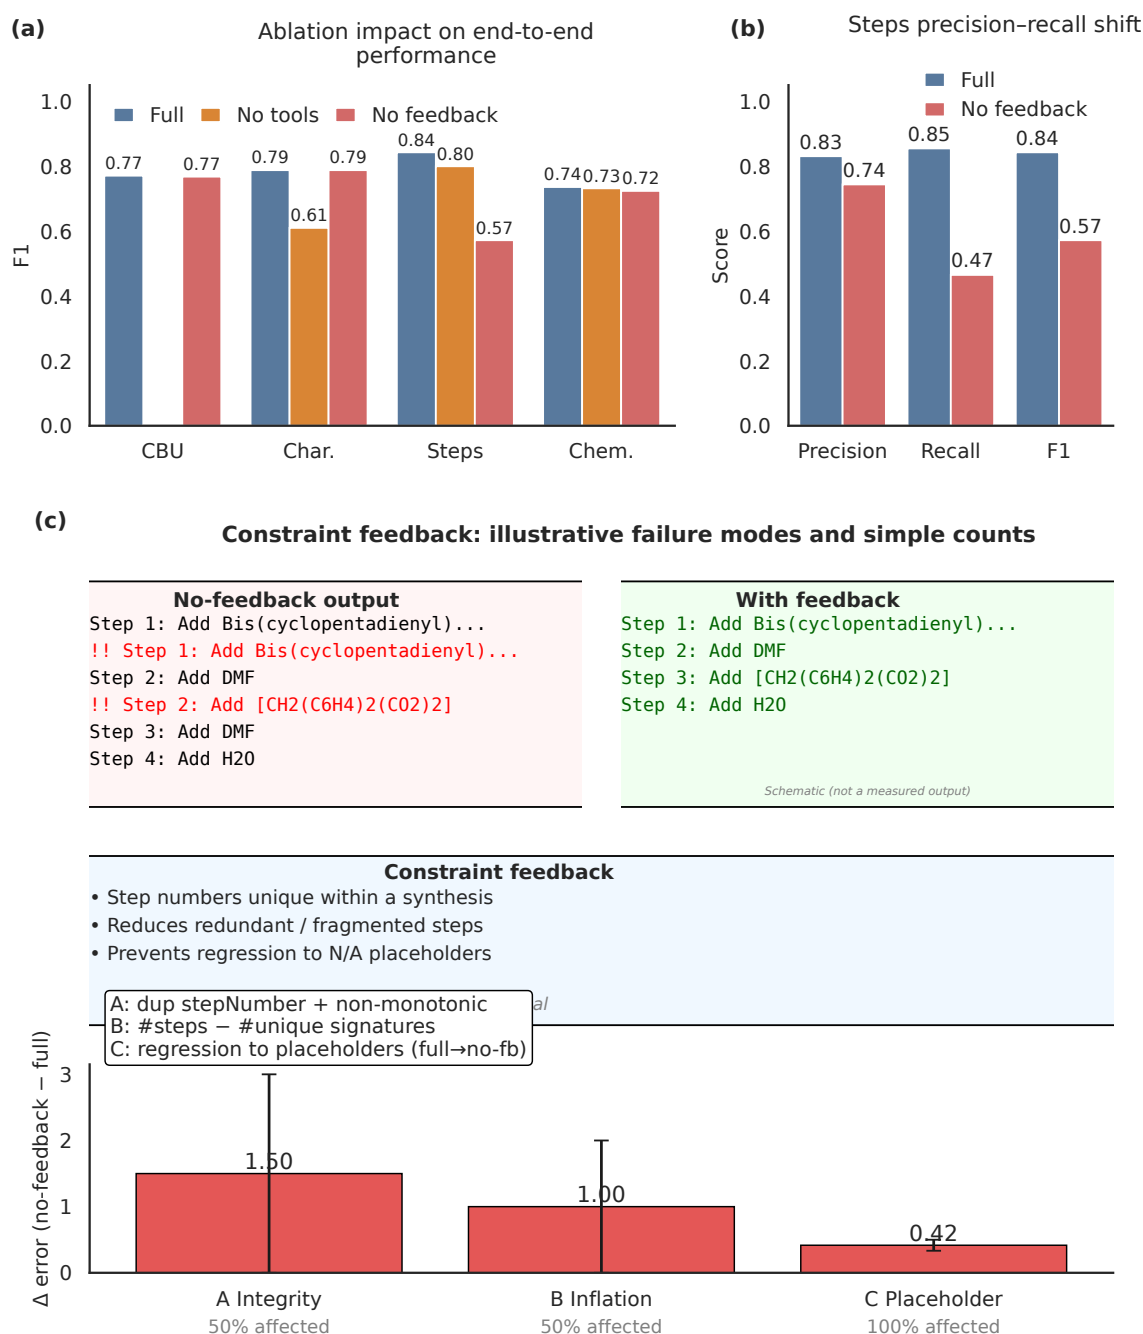 (a)
Ablation impact on end-to-end
performance
Full
No tools
No feedback
F1
1.0
0.8
0.6
0.4
0.2
0.0
0.77
0.77
0.79
0.61
0.79
0.84
0.80
0.57
0.74
0.73
0.72
CBU
Char.
Steps
Chem.
(b)
Steps precision–recall shift
Full
No feedback
Score
1.0
0.8
0.6
0.4
0.2
0.0
0.83
0.74
0.85
0.47
0.84
0.57
Precision
Recall
F1
(c)
Constraint feedback: illustrative failure modes and simple counts
No-feedback output
Step 1: Add Bis(cyclopentadienyl)...
!! Step 1: Add Bis(cyclopentadienyl)...
Step 2: Add DMF
!! Step 2: Add [CH2(C6H4)2(CO2)2]
Step 3: Add DMF
Step 4: Add H2O
With feedback
Step 1: Add Bis(cyclopentadienyl)...
Step 2: Add DMF
Step 3: Add [CH2(C6H4)2(CO2)2]
Step 4: Add H2O
Schematic (not a measured output)
Constraint feedback
• Step numbers unique within a synthesis
• Reduces redundant / fragmented steps
• Prevents regression to N/A placeholders
A: dup stepNumber + non-monotonic
B: #steps − #unique signatures
C: regression to placeholders (full→no-fb)
Δ error (no-feedback − full)
3
2
1
0
1.50
1.00
0.42
A Integrity
50% affected
B Inflation
50% affected
C Placeholder
100% affected